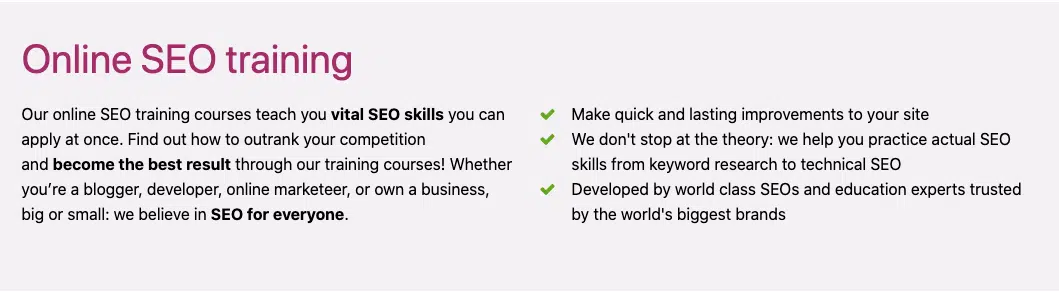 Online SEO training
Our online SEO training courses teach you vital SEO skills you can
apply at once. Find out how to outrank your competition
and become the best result through our training courses! Whether
you’re a blogger, developer, online marketeer, or own a business,
big or small: we believe in SEO for everyone.
Make quick and lasting improvements to your site
We don't stop at the theory: we help you practice actual SEO
skills from keyword research to technical SEO
Developed by world class SEOs and education experts trusted
by the world's biggest brands